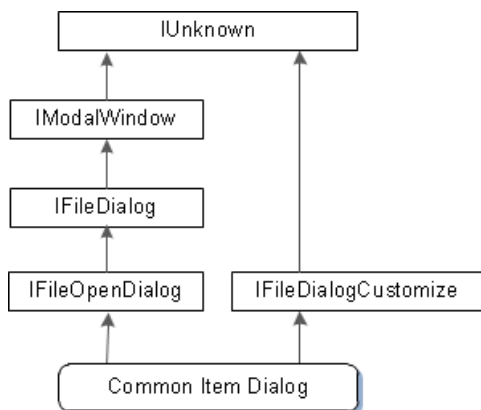 IUnknown
IModalWindow
IFileDialog
IFileOpenDialog
IFileDialogCustomize
Common Item Dialog